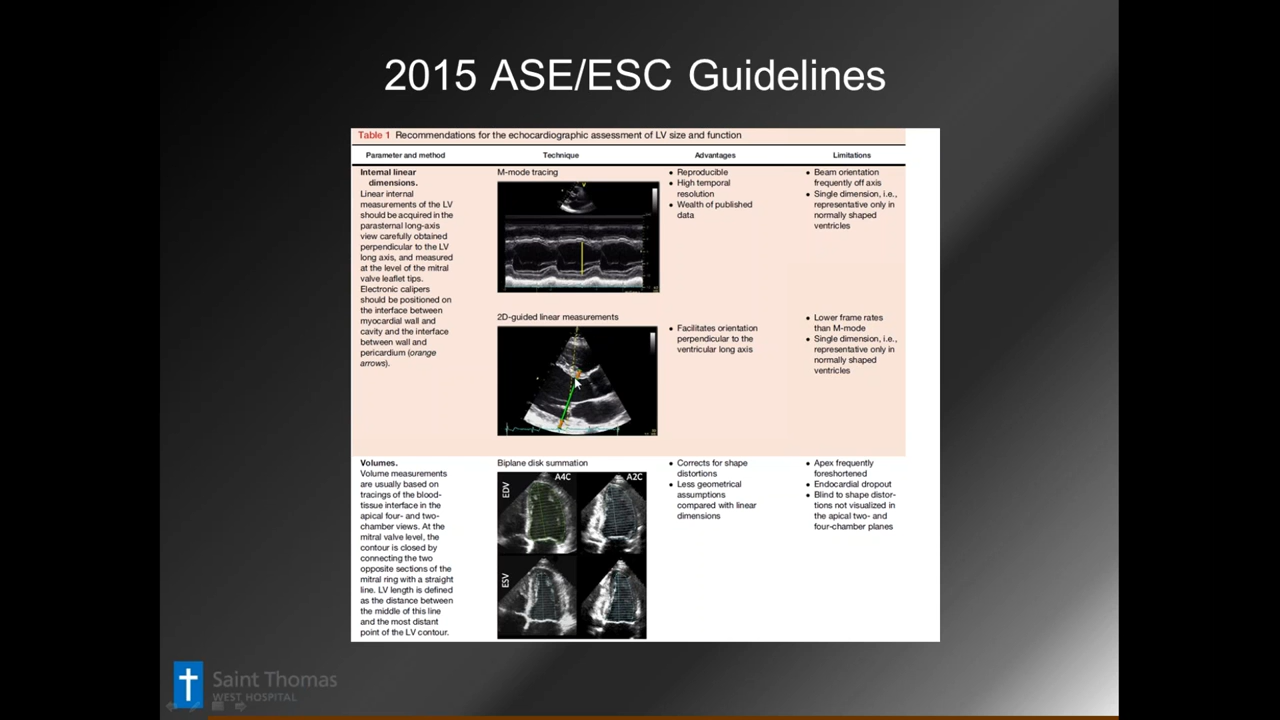 2015 ASE/ESC Guidelines
Table 1 Recommendations for the echocardiographic assessment of LV size and function
Parameter and method
Technique
Advantages
Limitations
Internal linear
dimensions.
Linear internal
measurements of the LV
should be acquired in the
parasternal long-axis
view carefully obtained
perpendicular to the LV
long axis, and measured
at the level of the mitral
valve leaflet tips.
Electronic calipers
should be positioned on
the interface between
myocardial wall and
cavity and the interface
between wall and
pericardium (orange
arrows).
M-mode tracing
• Reproducible
• High temporal
resolution
• Wealth of published
data
• Beam orientation
frequently off axis
• Single dimension, i.e.,
representative only in
normally shaped
ventricles
2D-guided linear measurements
• Facilitates orientation
perpendicular to the
ventricular long axis
• Lower frame rates
than M-mode
• Single dimension, i.e.,
representative only in
normally shaped
ventricles
Volumes.
Volume measurements
are usually based on
tracings of the blood-
tissue interface in the
apical four- and two-
chamber views. At the
mitral valve level, the
contour is closed by
connecting the two
opposite sections of the
mitral ring with a straight
line. LV length is defined
as the distance between
the middle of this line
and the most distant
point of the LV contour.
Biplane disk summation
A4C
A2C
EDV
ESV
• Corrects for shape
distortions
• Less geometrical
assumptions
compared with linear
dimensions
• Apex frequently
foreshortened
• Endocardial dropout
• Blind to shape distor-
tions not visualized in
the apical two- and
four-chamber planes
Saint Thomas
WEST HOSPITAL